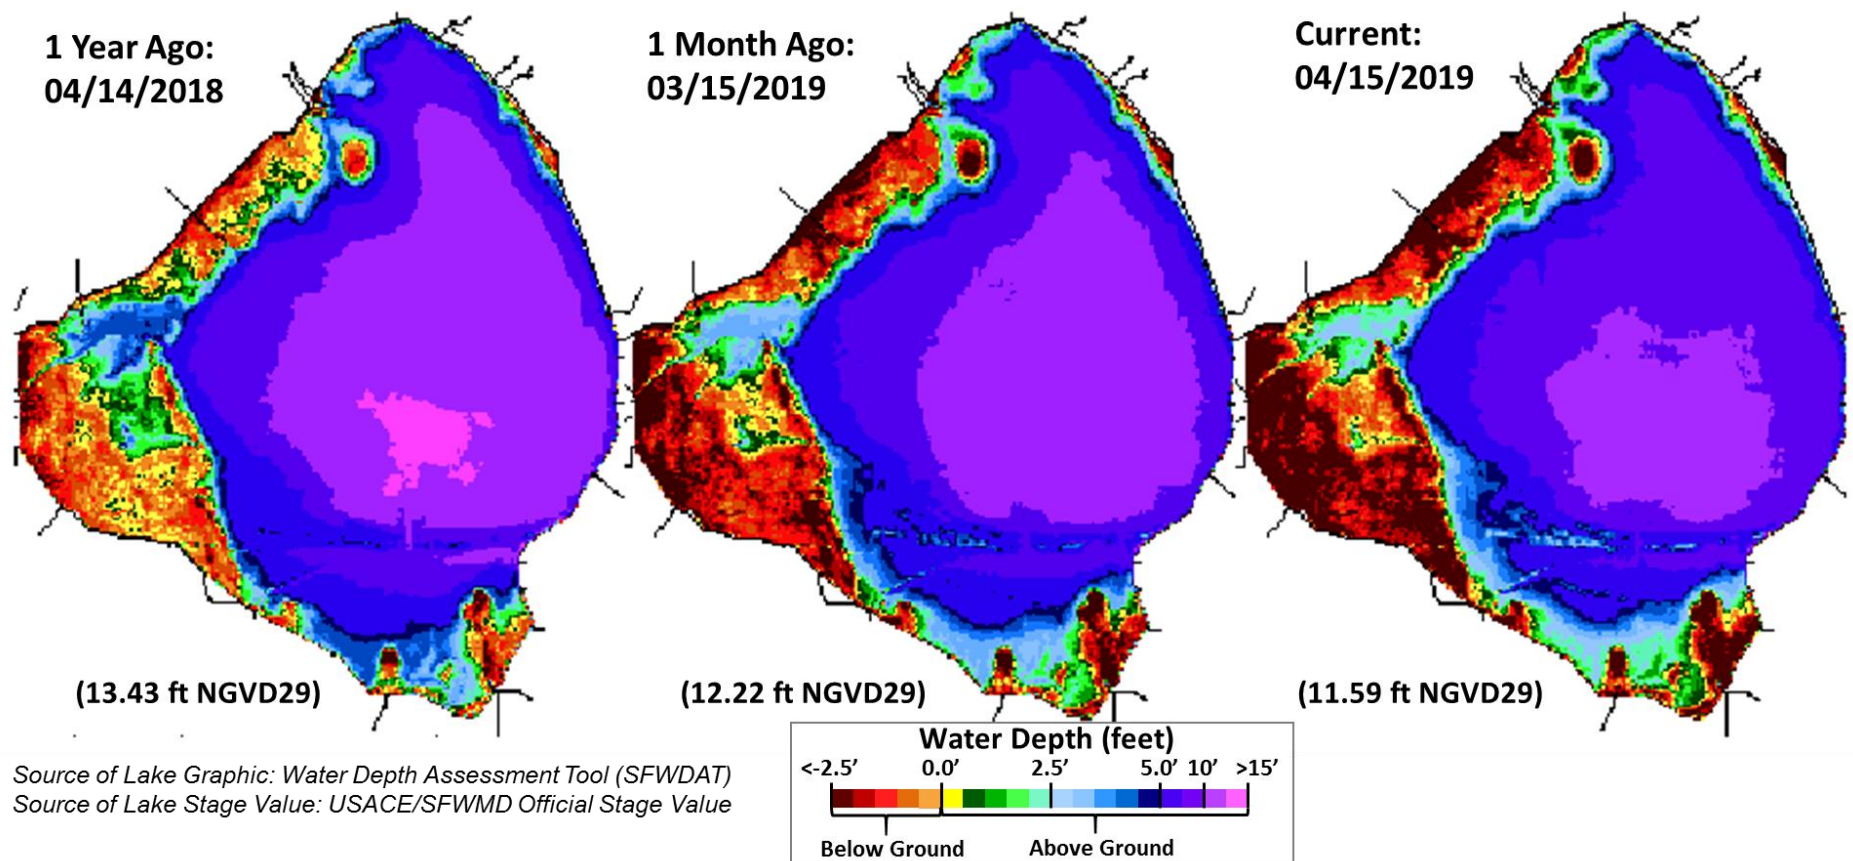 1 Year Ago:
04/14/2018
1 Month Ago:
03/15/2019
Current:
04/15/2019
(13.43 ft NGVD29)
(12.22 ft NGVD29)
(11.59 ft NGVD29)
Water Depth (feet)
<-2.5’ 0.0’ 2.5’ 5.0’ 10’ >15’
Below Ground Above Ground
Source of Lake Graphic: Water Depth Assessment Tool (SFWDAT)
Source of Lake Stage Value: USACE/SFWMD Official Stage Value